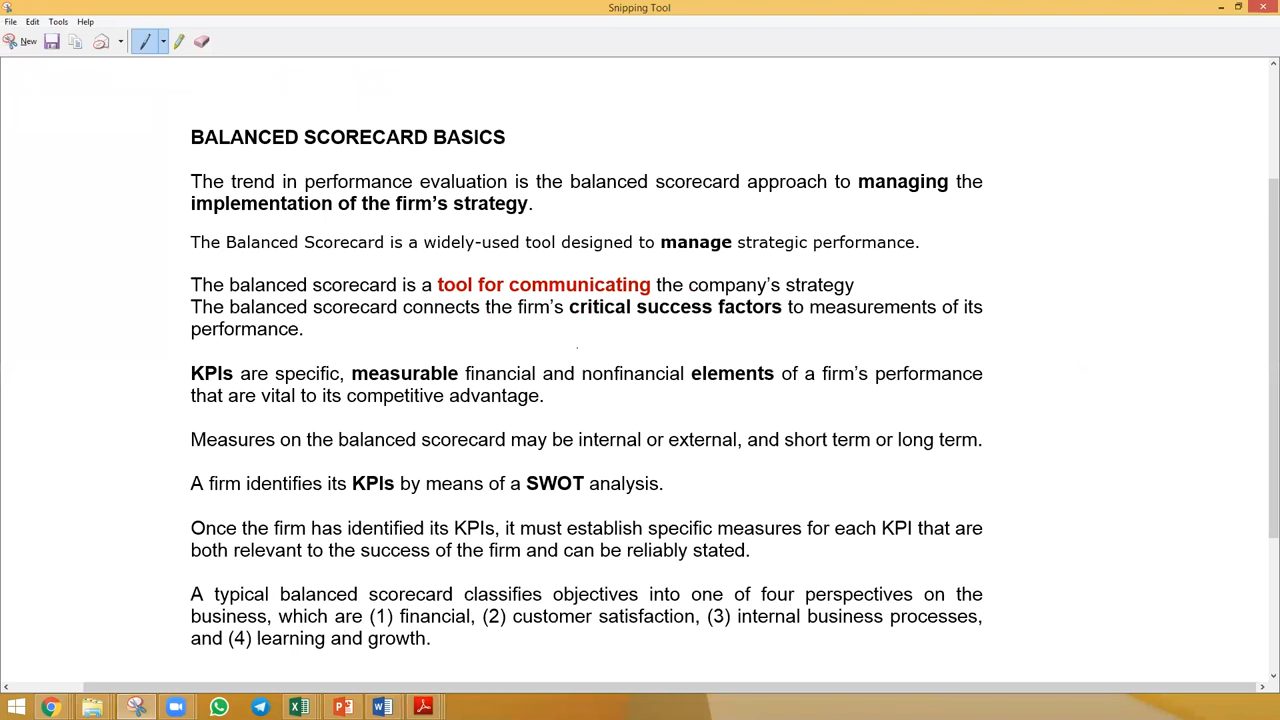 Snipping Tool
File Edit Tools Help
New
BALANCED SCORECARD BASICS
The trend in performance evaluation is the balanced scorecard approach to managing the
implementation of the firm's strategy.
The Balanced Scorecard is a widely-used tool designed to manage strategic performance.
The balanced scorecard is a tool for communicating the company's strategy
The balanced scorecard connects the firm's critical success factors to measurements of its
performance.
KPIs are specific, measurable financial and nonfinancial elements of a firm's performance
that are vital to its competitive advantage.
Measures on the balanced scorecard may be internal or external, and short term or long term.
A firm identifies its KPIs by means of a SWOT analysis.
Once the firm has identified its KPIs, it must establish specific measures for each KPI that are
both relevant to the success of the firm and can be reliably stated.
A typical balanced scorecard classifies objectives into one of four perspectives on the
business, which are (1) financial, (2) customer satisfaction, (3) internal business processes,
and (4) learning and growth.